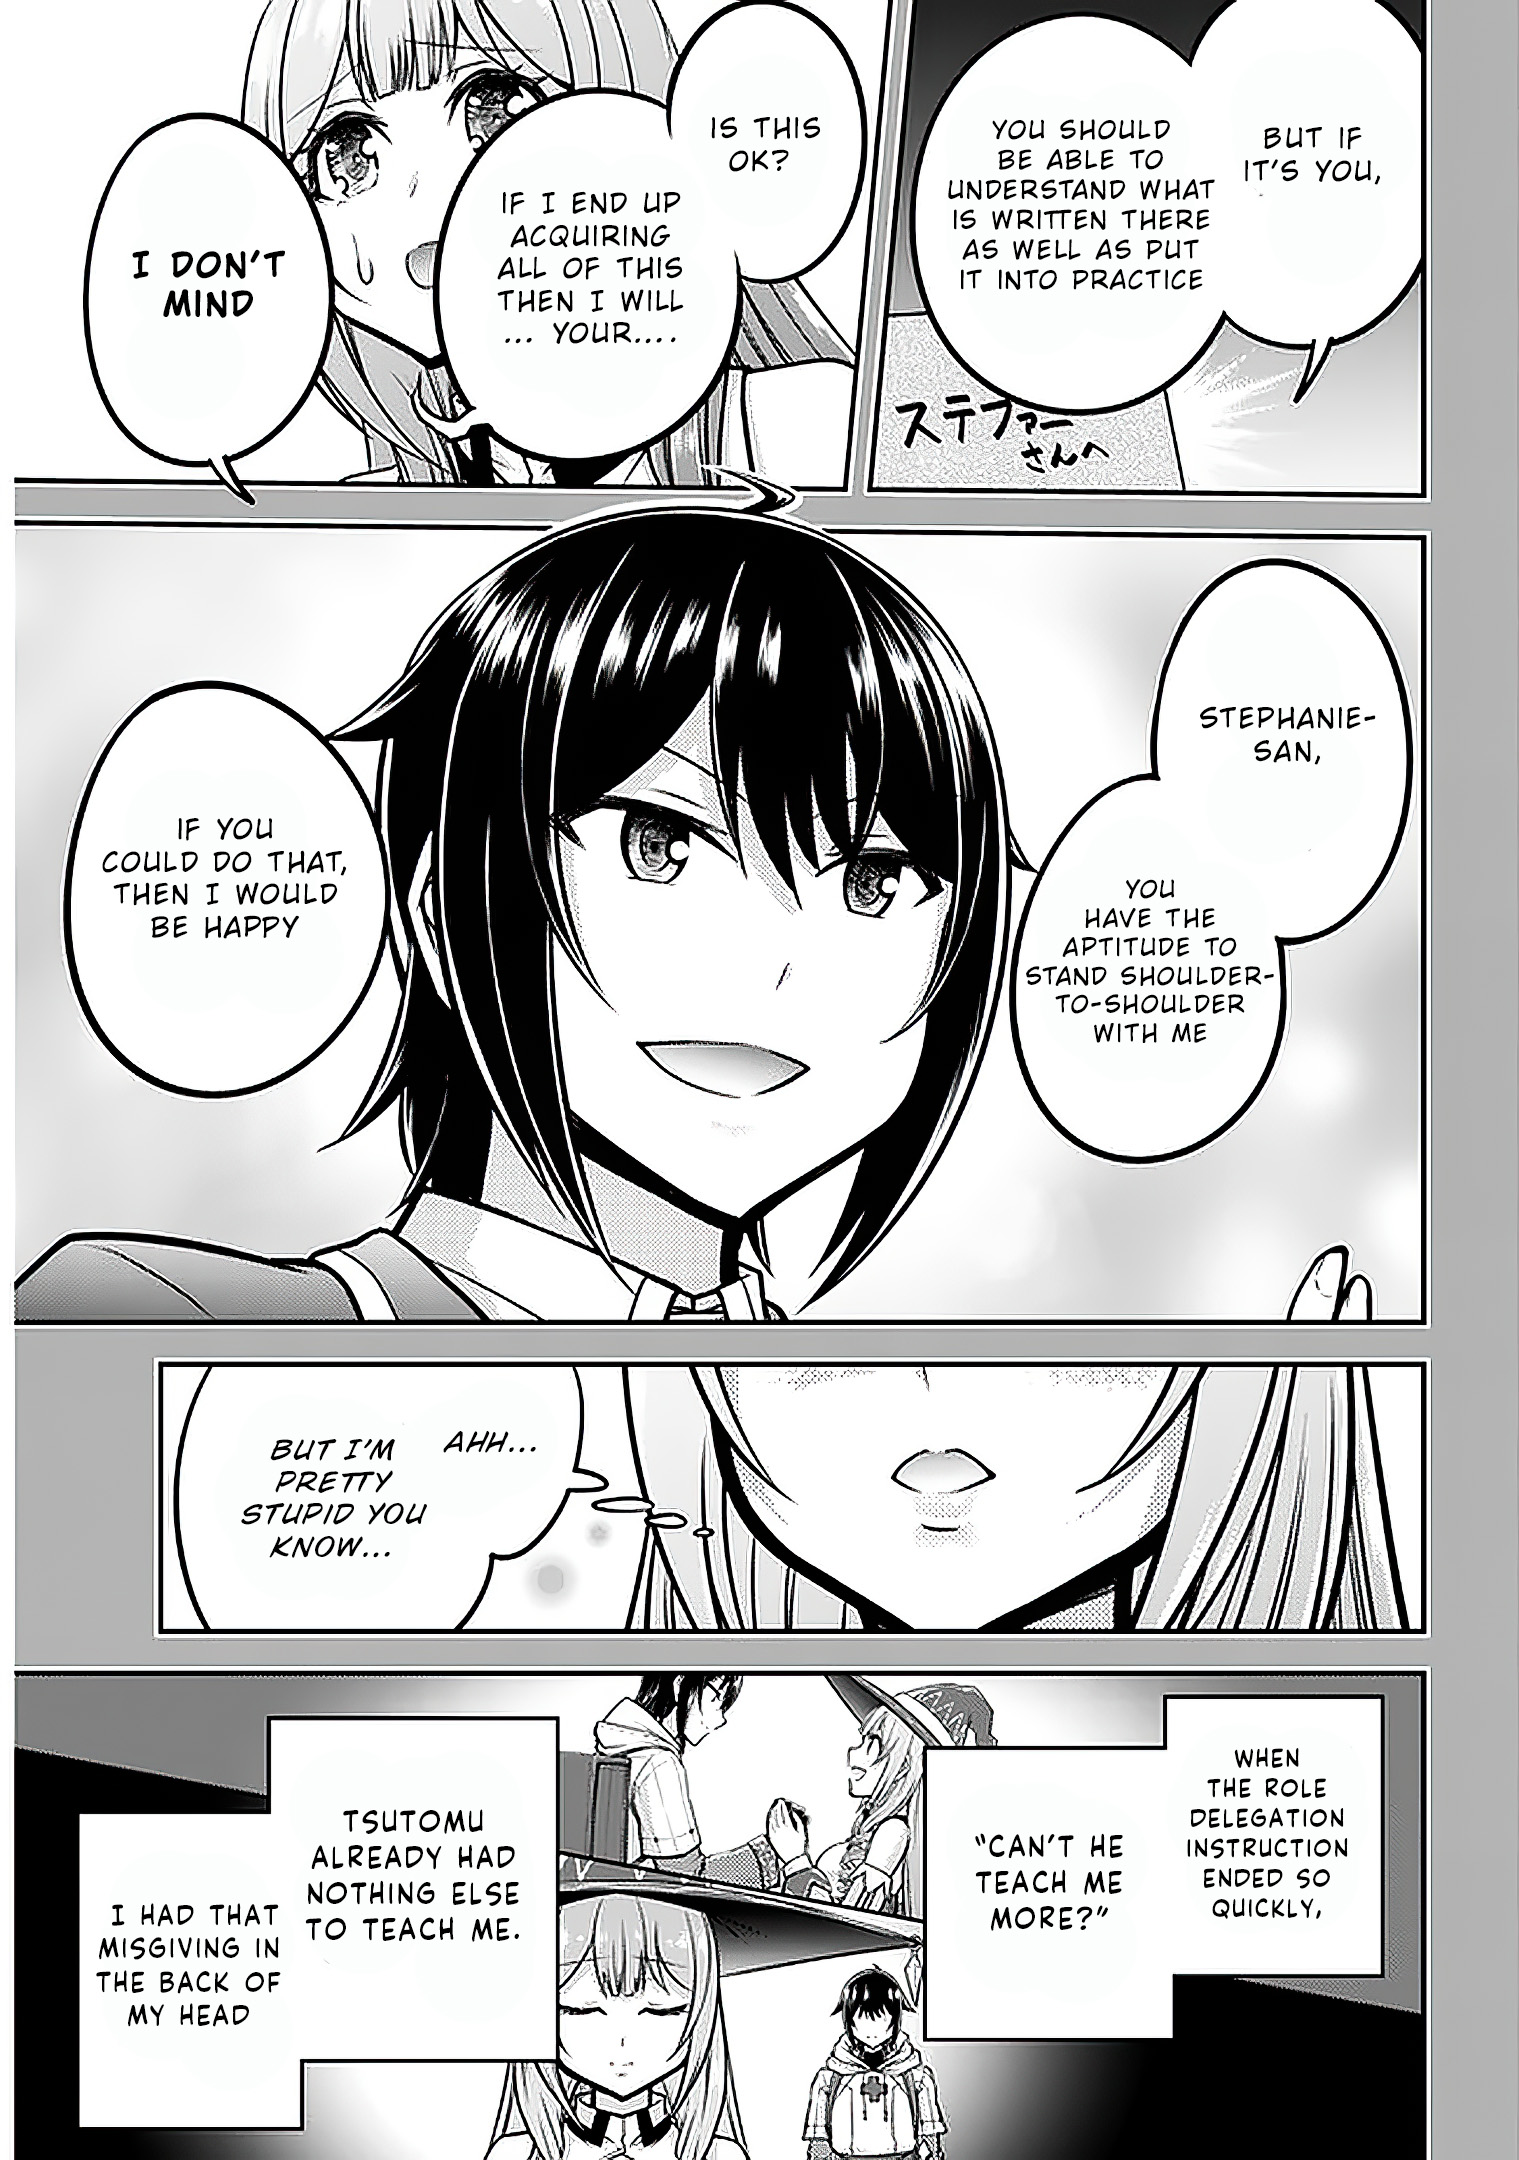 BUT IF
IT'S YOU,
YOU SHOULD
BE ABLE TO
UNDERSTAND WHAT
IS WRITTEN THERE
AS WELL AS PUT
IT INTO PRACTICE
ステファニー
さんへ
IS THIS
OK?
IF I END UP
ACQUIRING
ALL OF THIS
THEN I WILL
... YOUR....
I DON'T
MIND
STEPHANIE-
SAN,
YOU
HAVE THE
APTITUDE TO
STAND SHOULDER-
TO-SHOULDER
WITH ME
IF YOU
COULD DO THAT,
THEN I WOULD
BE HAPPY
AHH...
BUT I'M
PRETTY
STUPID YOU
KNOW...
WHEN
THE ROLE
DELEGATION
INSTRUCTION
ENDED SO
QUICKLY,
"CAN'T HE
TEACH ME
MORE?"
TSUTOMU
ALREADY HAD
NOTHING ELSE
TO TEACH ME.
I HAD THAT
MISGIVING IN
THE BACK OF
MY HEAD